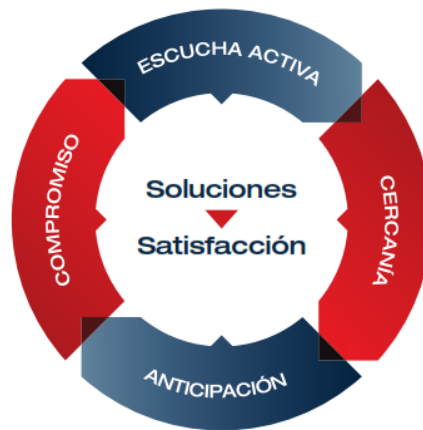 ESCUCHA ACTIVA
COMPROMISO
Soluciones
Satisfacción
CERCANÍA
ANTICIPACIÓN